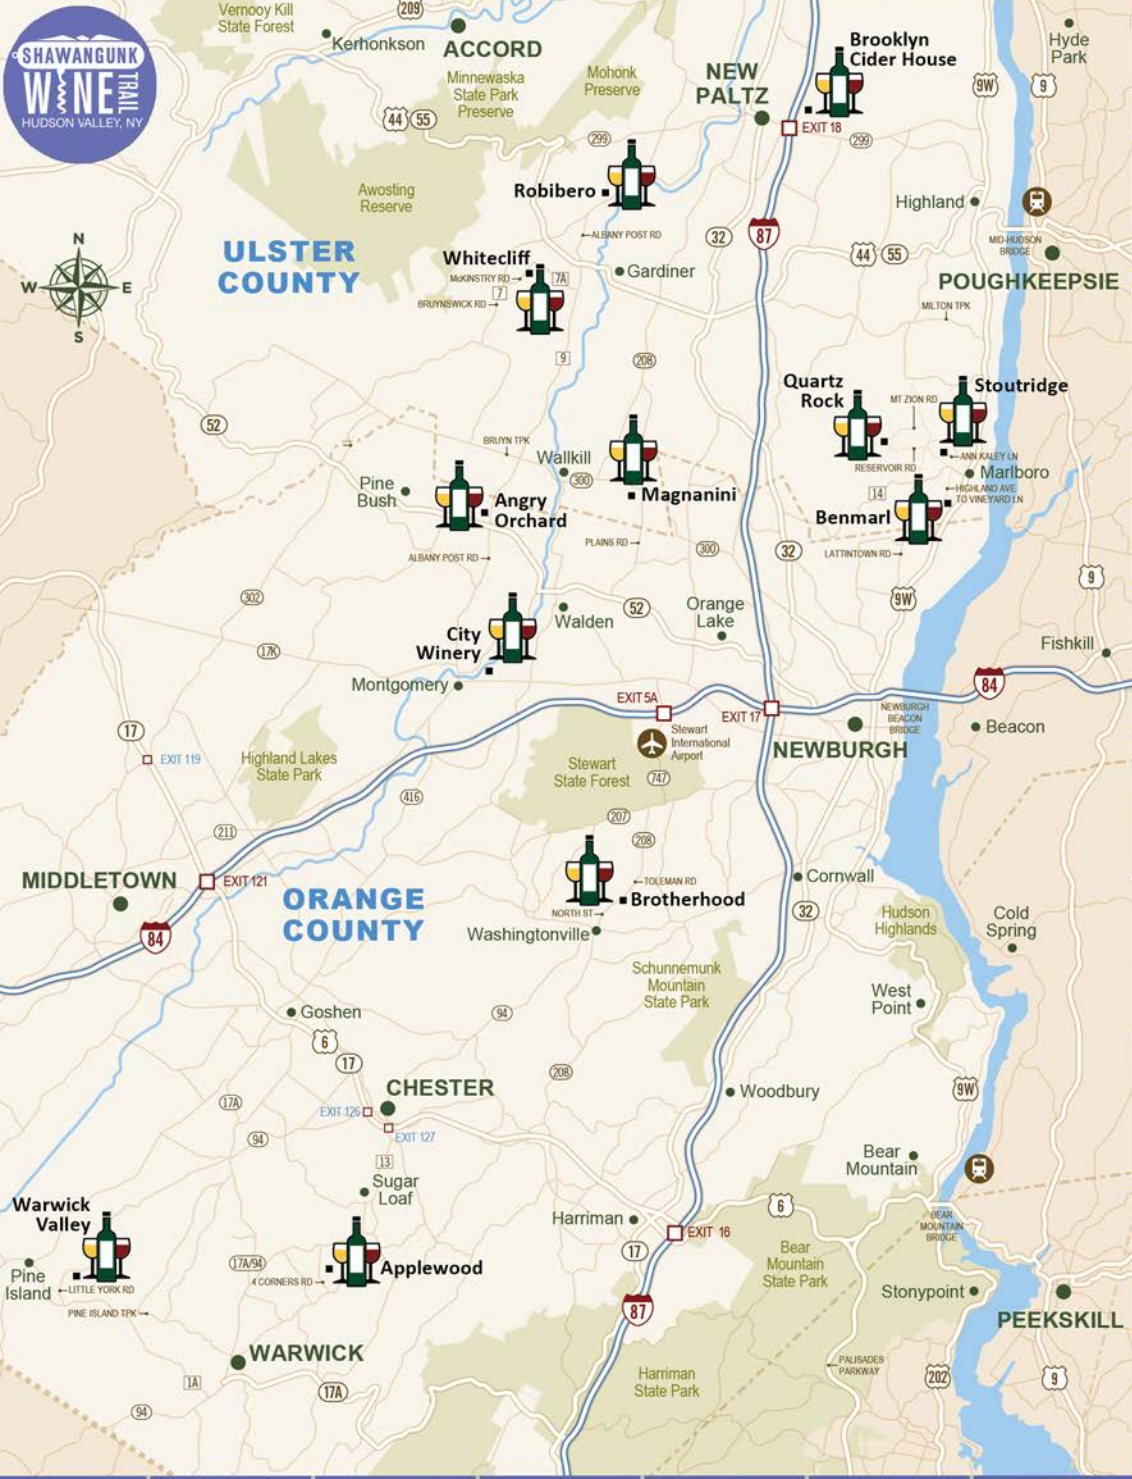 SHAWANGUNK
WINE
TRAIL
HUDSON VALLEY, NY
Vernooy Kill
State Forest
209
Kerhonkson
ACCORD
Minnewaska
State Park
Preserve
Mohonk
Preserve
44 55
NEW
PALTZ
Brooklyn
Cider House
EXIT 18
299
299
9W
9
Hyde
Park
Awosting
Reserve
Robibero
ALBANY POST RD
32
87
Highland
MID-HUDSON
BRIDGE
44 55
POUGHKEEPSIE
MILTON TPK
N
W E
S
ULSTER
COUNTY
Whitecliff
McKINSTRY RD
7A
7
BRUYNSWICK RD
Gardiner
9
208
52
Quartz
Rock
MT ZION RD
RESERVOIR RD
Stoutridge
ANN KALEY LN
Marlboro
HIGHLAND AVE
TO VINEYARD LN
14
Benmarl
LATTINTOWN RD
BRUYN TPK
Wallkill
300
Magnanini
Pine
Bush
Angry
Orchard
ALBANY POST RD
PLAINS RD
300
32
9W
9
302
17K
City
Winery
Walden
52
Orange
Lake
Montgomery
Fishkill
84
EXIT 5A
EXIT 17
Stewart
International
Airport
NEWBURGH
NEWBURGH
BEACON
BRIDGE
Beacon
17
EXIT 119
Highland Lakes
State Park
Stewart
State Forest
747
416
211
207
208
MIDDLETOWN
EXIT 121
84
ORANGE
COUNTY
TOLEMAN RD
Brotherhood
NORTH ST
Washingtonville
Cornwall
32
Hudson
Highlands
Cold
Spring
Schunnemunk
Mountain
State Park
West
Point
Goshen
94
6
17
208
CHESTER
EXIT 126
EXIT 127
17A
94
13
Sugar
Loaf
Woodbury
9W
Bear
Mountain
Warwick
Valley
Pine
Island
LITTLE YORK RD
PINE ISLAND TPK
17A/94
4 CORNERS RD
Applewood
Harriman
EXIT 16
17
87
6
BEAR
MOUNTAIN
BRIDGE
Bear
Mountain
State Park
Stonypoint
PEEKSKILL
WARWICK
1A
17A
94
Harriman
State Park
PALISADES
PARKWAY
202
9